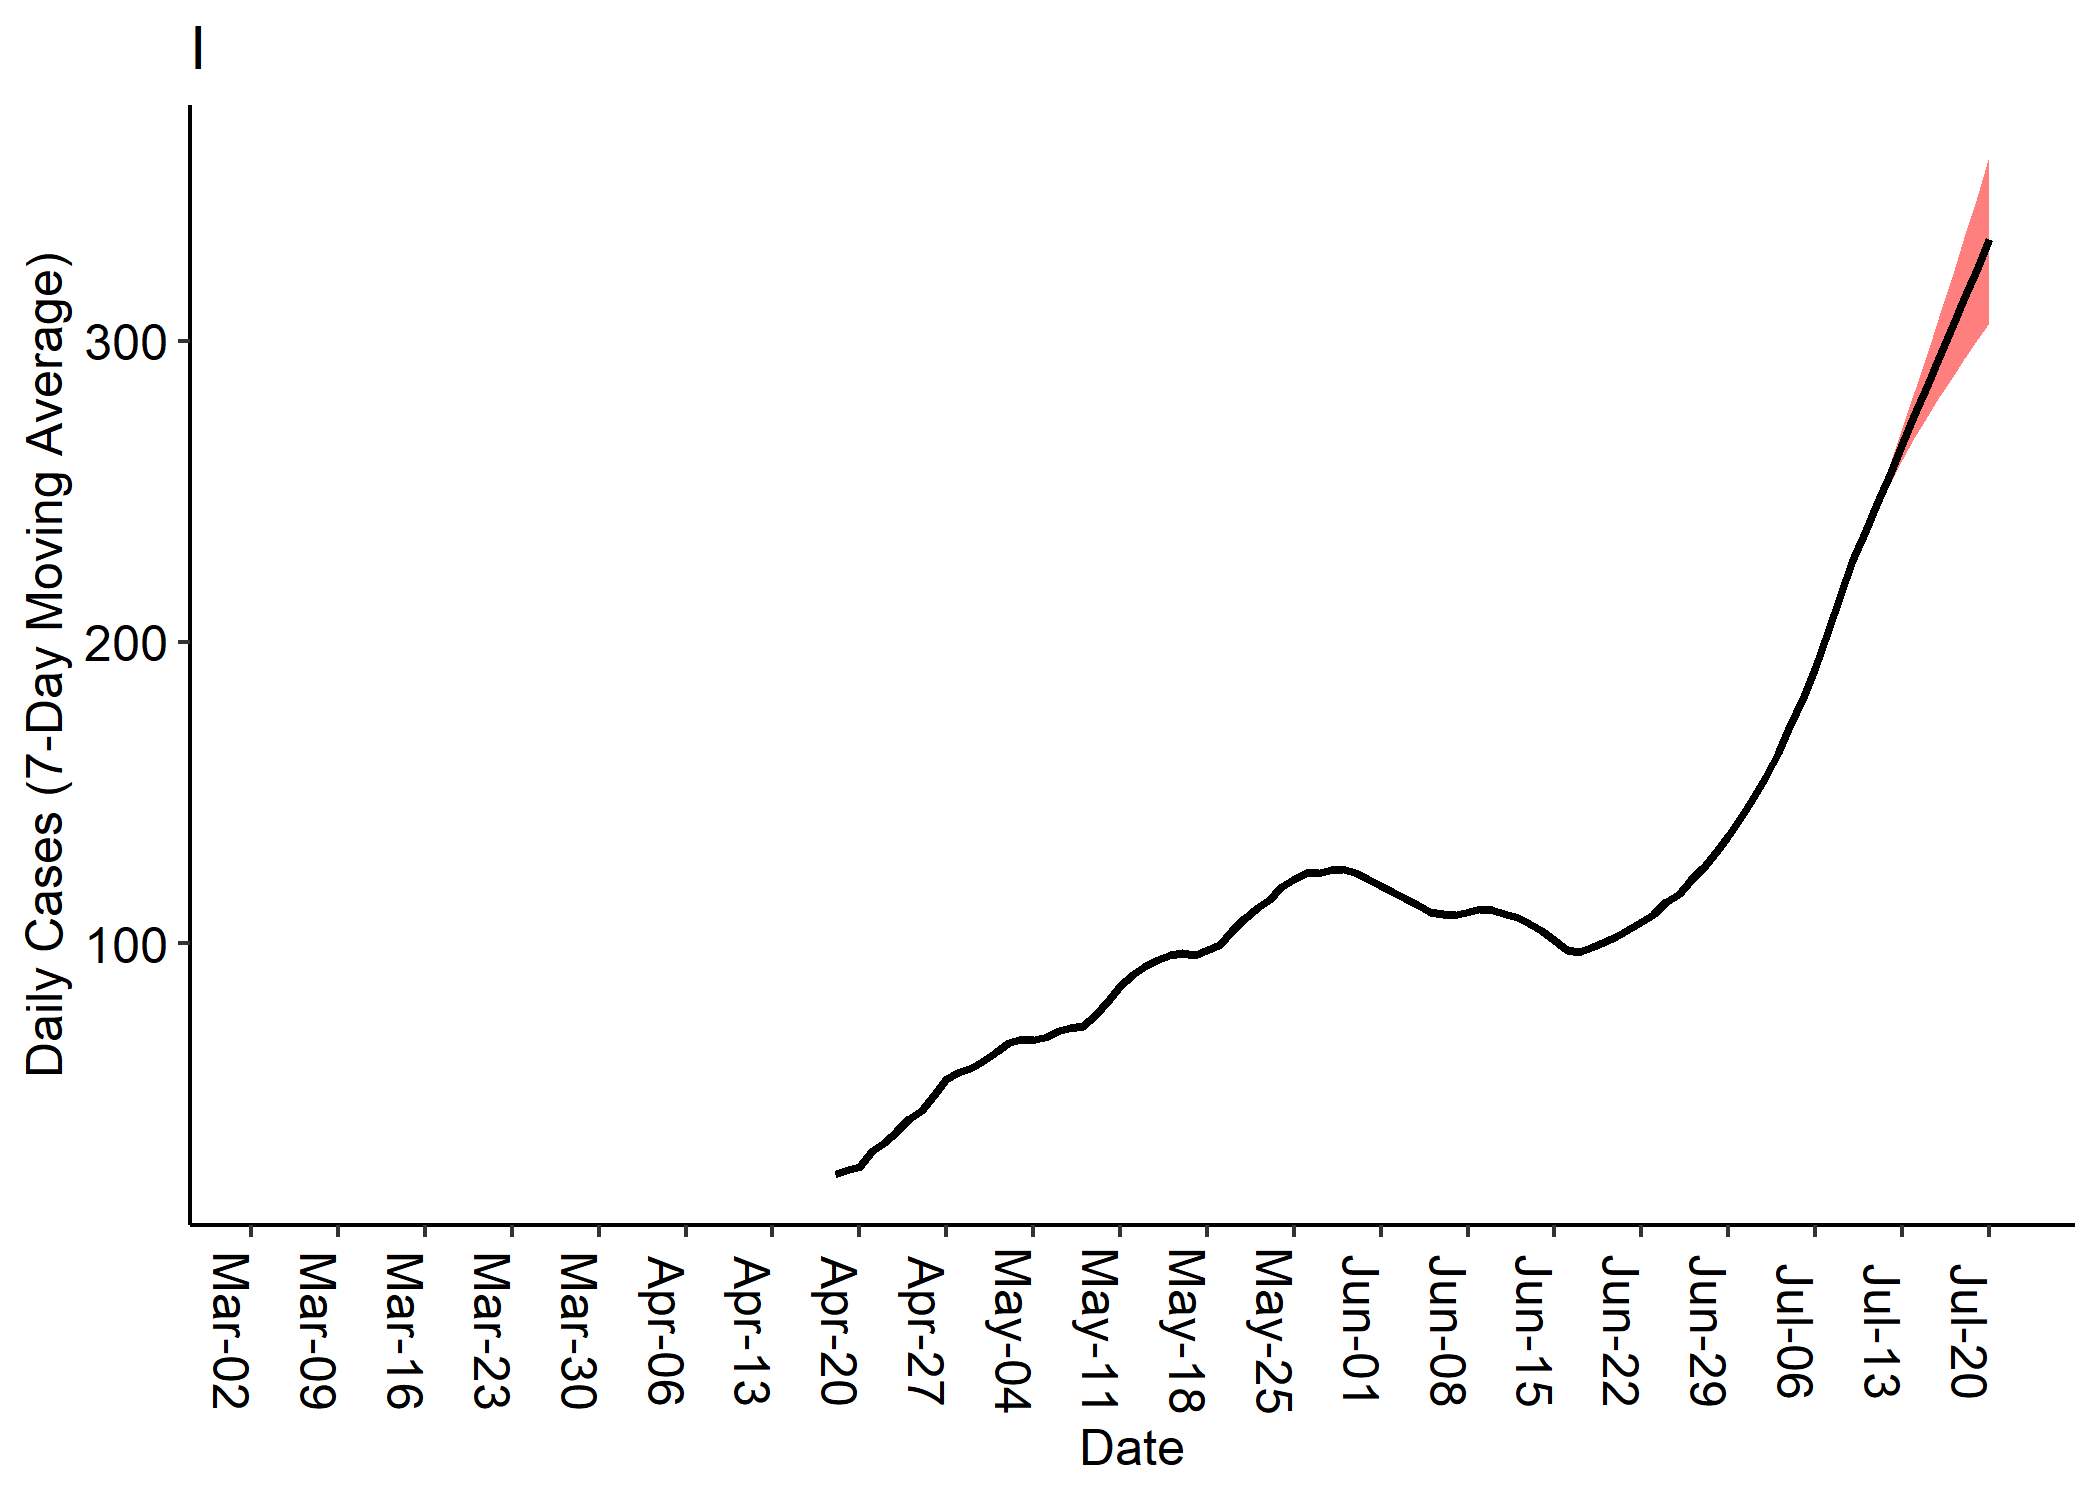 I
Daily Cases (7-Day Moving Average)
300
200
100
Mar-02
Mar-09
Mar-16
Mar-23
Mar-30
Apr-06
Apr-13
Apr-20
Apr-27
May-04
May-11
May-18
May-25
Jun-01
Jun-08
Jun-15
Jun-22
Jun-29
Jul-06
Jul-13
Jul-20
Date